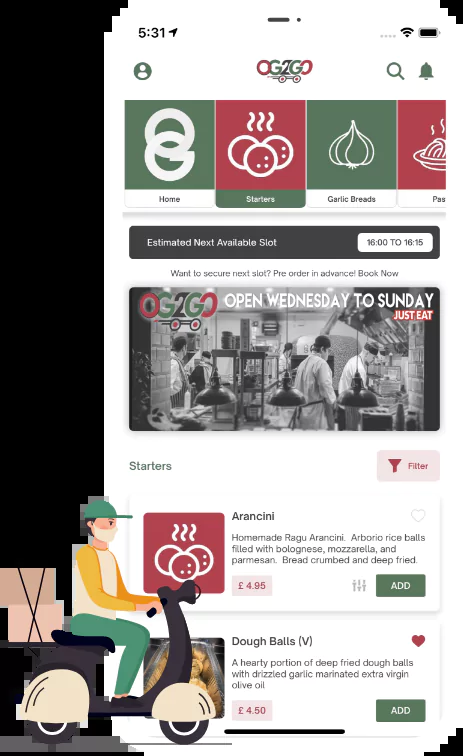 5:31
OG2GO
Home
Starters
Garlic Breads
Pas
Estimated Next Available Slot
16:00 TO 16:15
Want to secure next slot? Pre order in advance! Book Now
OG2GO OPEN WEDNESDAY TO SUNDAY
JUST EAT
Starters
Filter
Arancini
Homemade Ragu Arancini. Arborio rice balls
filled with bolognese, mozzarella, and
parmesan. Bread crumbed and deep fried.
£ 4.95
ADD
Dough Balls (V)
A hearty portion of deep fried dough balls
with drizzled garlic marinated extra virgin
olive oil
£ 4.50
ADD